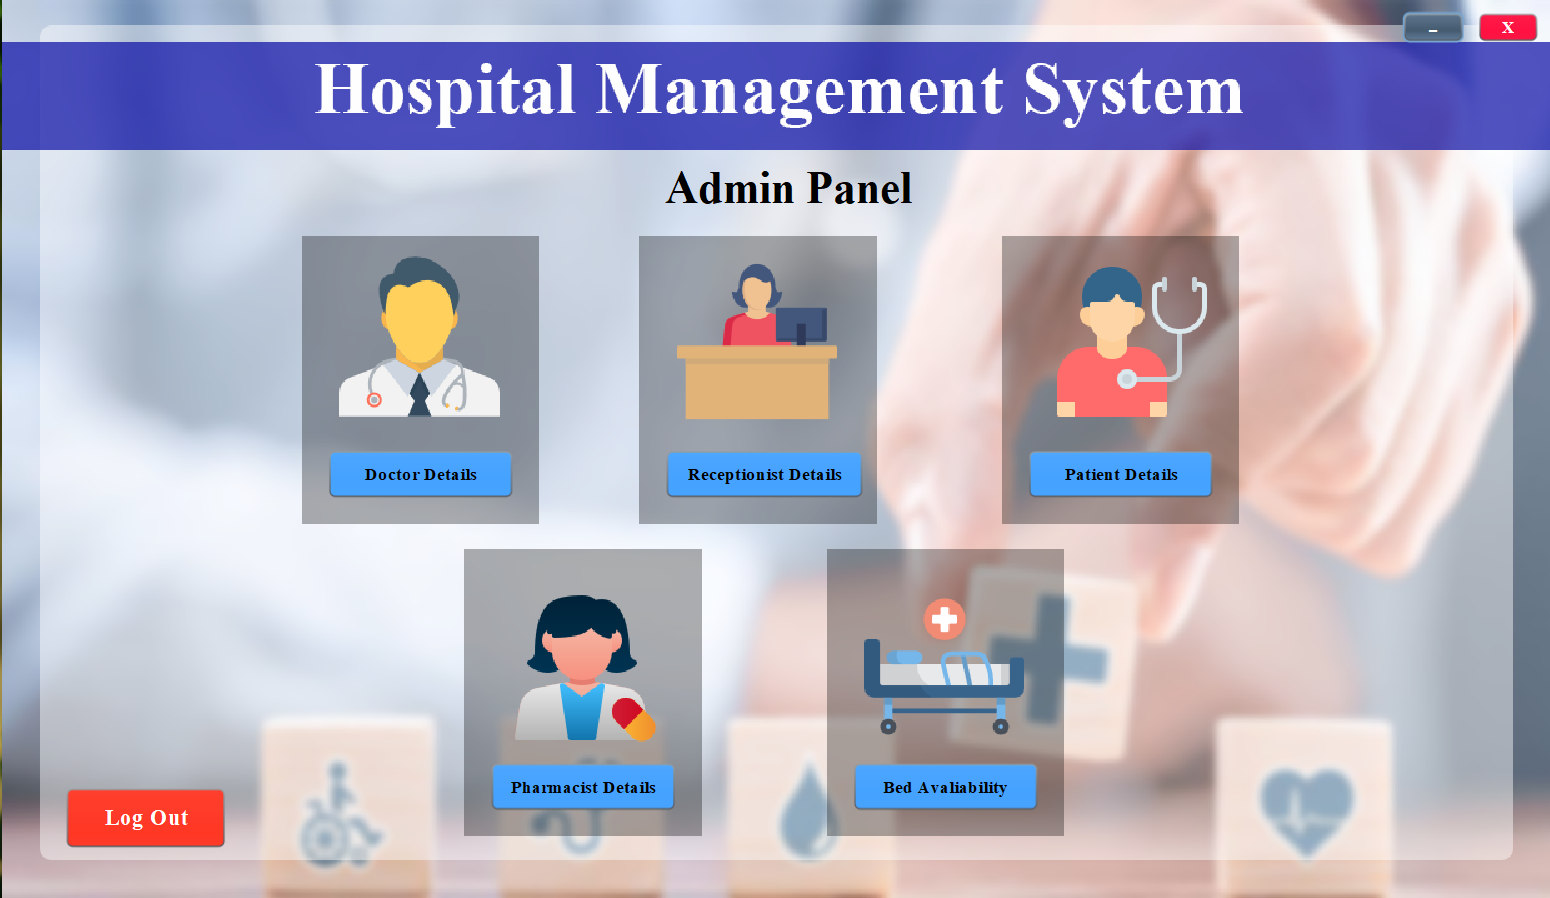 –
X
Hospital Management System
Admin Panel
Doctor Details
Receptionist Details
Patient Details
Pharmacist Details
Bed Avaliability
Log Out